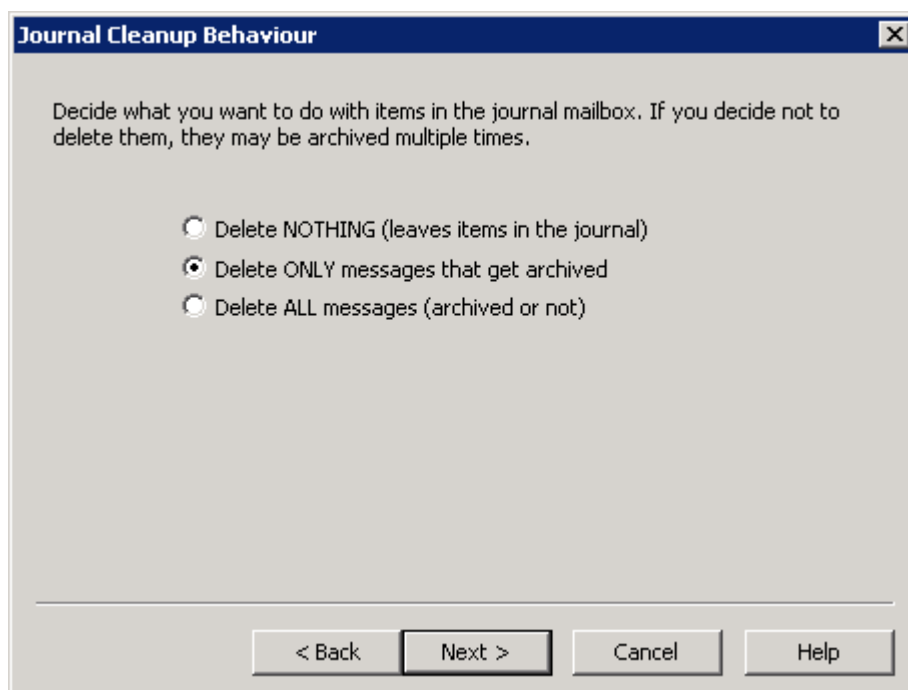 Journal Cleanup Behaviour
Decide what you want to do with items in the journal mailbox. If you decide not to
delete them, they may be archived multiple times.
Delete NOTHING (leaves items in the journal)
Delete ONLY messages that get archived
Delete ALL messages (archived or not)
< Back Next > Cancel Help